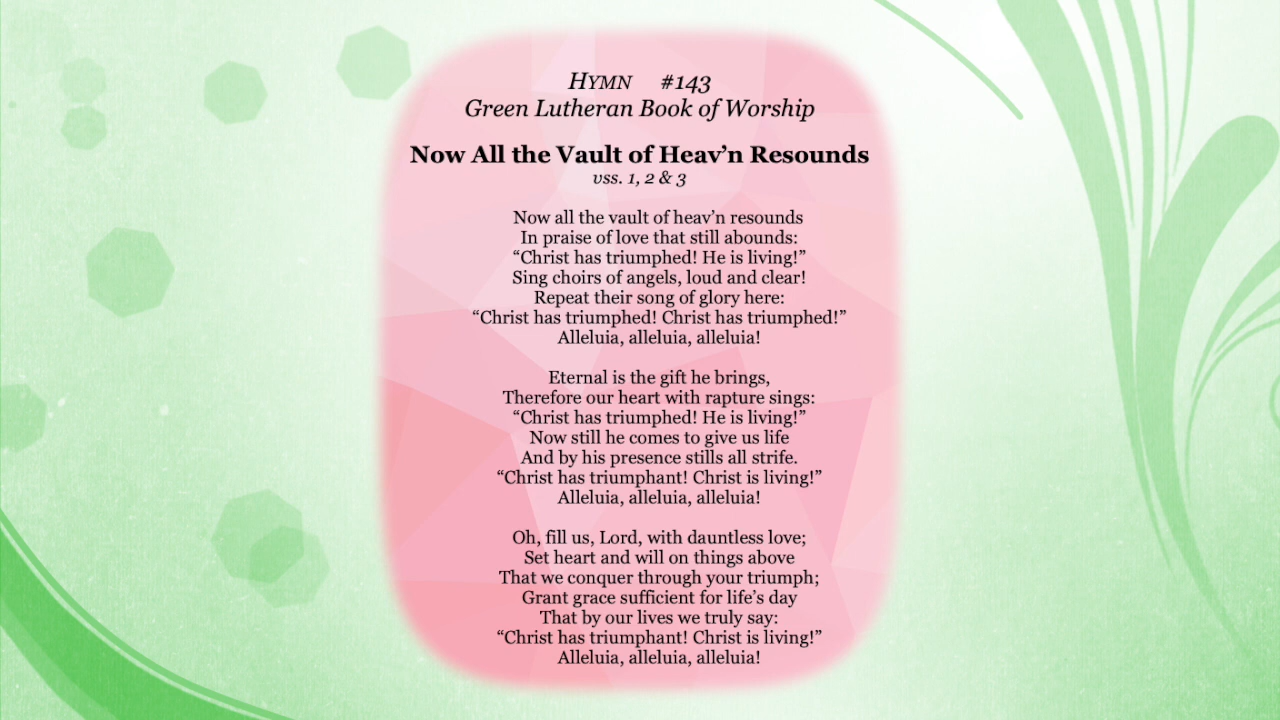 HYMN #143
Green Lutheran Book of Worship
Now All the Vault of Heav’n Resounds
vss. 1, 2 & 3
Now all the vault of heav’n resounds
In praise of love that still abounds:
“Christ has triumphed! He is living!”
Sing choirs of angels, loud and clear!
Repeat their song of glory here:
“Christ has triumphed! Christ has triumphed!”
Alleluia, alleluia, alleluia!
Eternal is the gift he brings,
Therefore our heart with rapture sings:
“Christ has triumphed! He is living!”
Now still he comes to give us life
And by his presence stills all strife.
“Christ has triumphant! Christ is living!”
Alleluia, alleluia, alleluia!
Oh, fill us, Lord, with dauntless love;
Set heart and will on things above
That we conquer through your triumph;
Grant grace sufficient for life’s day
That by our lives we truly say:
“Christ has triumphant! Christ is living!”
Alleluia, alleluia, alleluia!